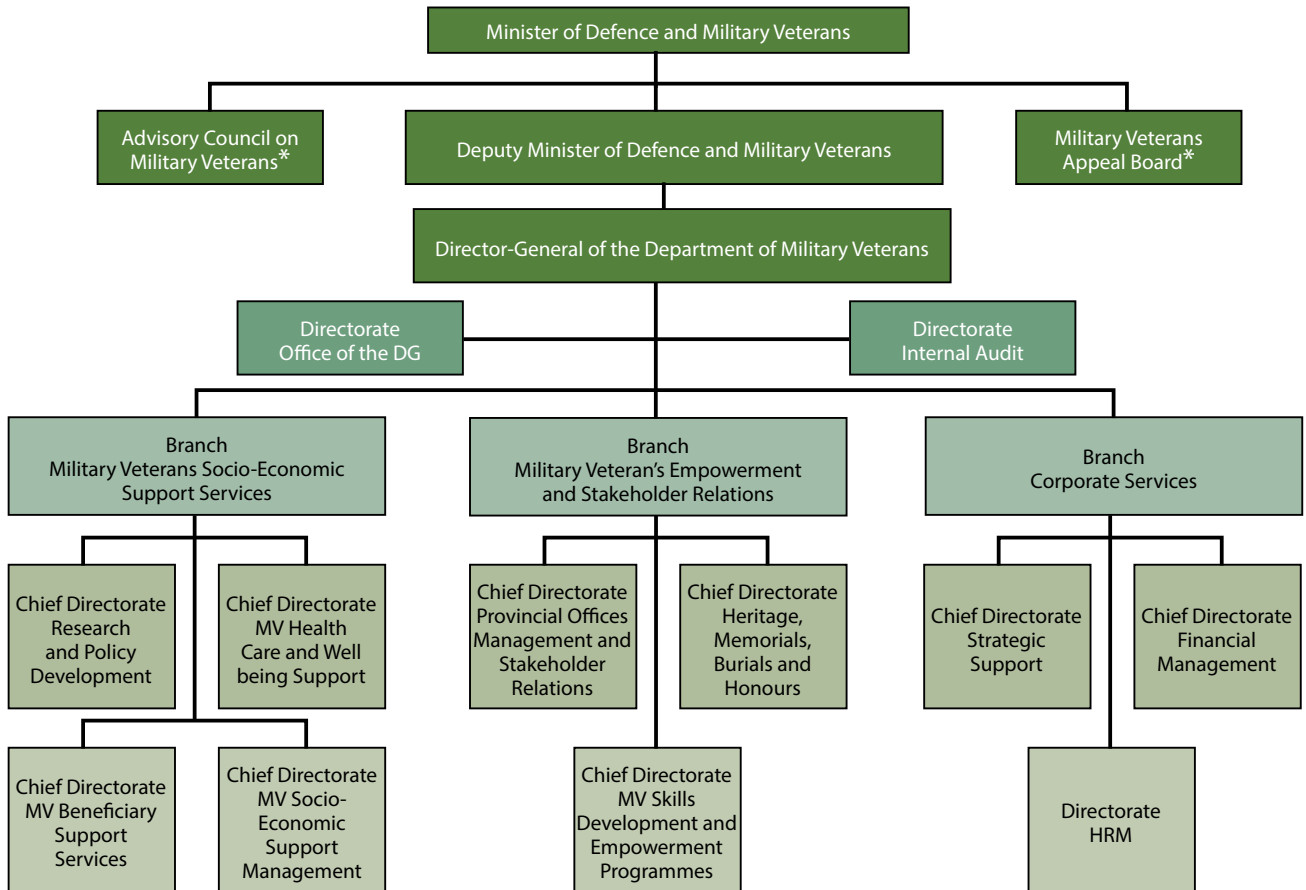 Minister of Defence and Military Veterans
Advisory Council on
Military Veterans*
Deputy Minister of Defence and Military Veterans
Military Veterans
Appeal Board*
Director-General of the Department of Military Veterans
Directorate
Office of the DG
Directorate
Internal Audit
Branch
Military Veterans Socio-Economic
Support Services
Branch
Military Veteran’s Empowerment
and Stakeholder Relations
Branch
Corporate Services
Chief Directorate
Research
and Policy
Development
Chief Directorate
MV Health
Care and Well
being Support
Chief Directorate
Provincial Offices
Management and
Stakeholder
Relations
Chief Directorate
Heritage,
Memorials,
Burials and
Honours
Chief Directorate
Strategic
Support
Chief Directorate
Financial
Management
Chief Directorate
MV Beneficiary
Support
Services
Chief Directorate
MV Socio-
Economic
Support
Management
Chief Directorate
MV Skills
Development and
Empowerment
Programmes
Directorate
HRM